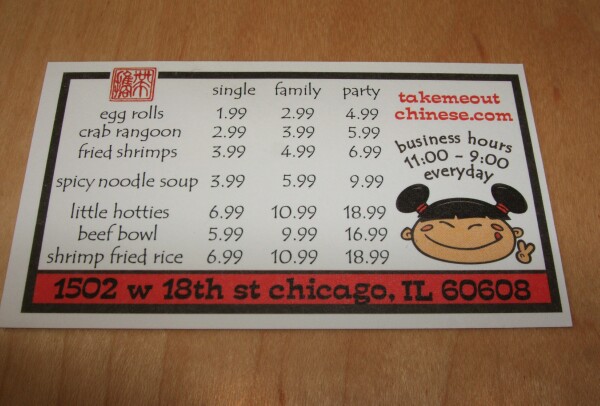 single family party
egg rolls 1.99 2.99 4.99
crab rangoon 2.99 3.99 5.99
fried shrimps 3.99 4.99 6.99
spicy noodle soup 3.99 5.99 9.99
little hotties 6.99 10.99 18.99
beef bowl 5.99 9.99 16.99
shrimp fried rice 6.99 10.99 18.99
takemeout
chinese.com
business hours
11:00 - 9:00
everyday
1502 w 18th st chicago, IL 60608